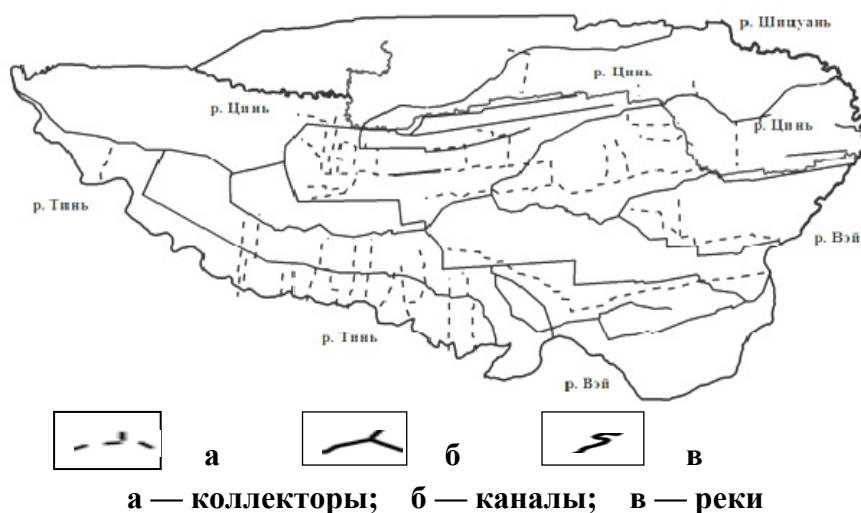 р. Шицуань
р. Цинь
р. Цинь
р. Цинь
р. Тинь
р. Вэй
р. Тинь
р. Вэй
а б в
а — коллекторы; б — каналы; в — реки